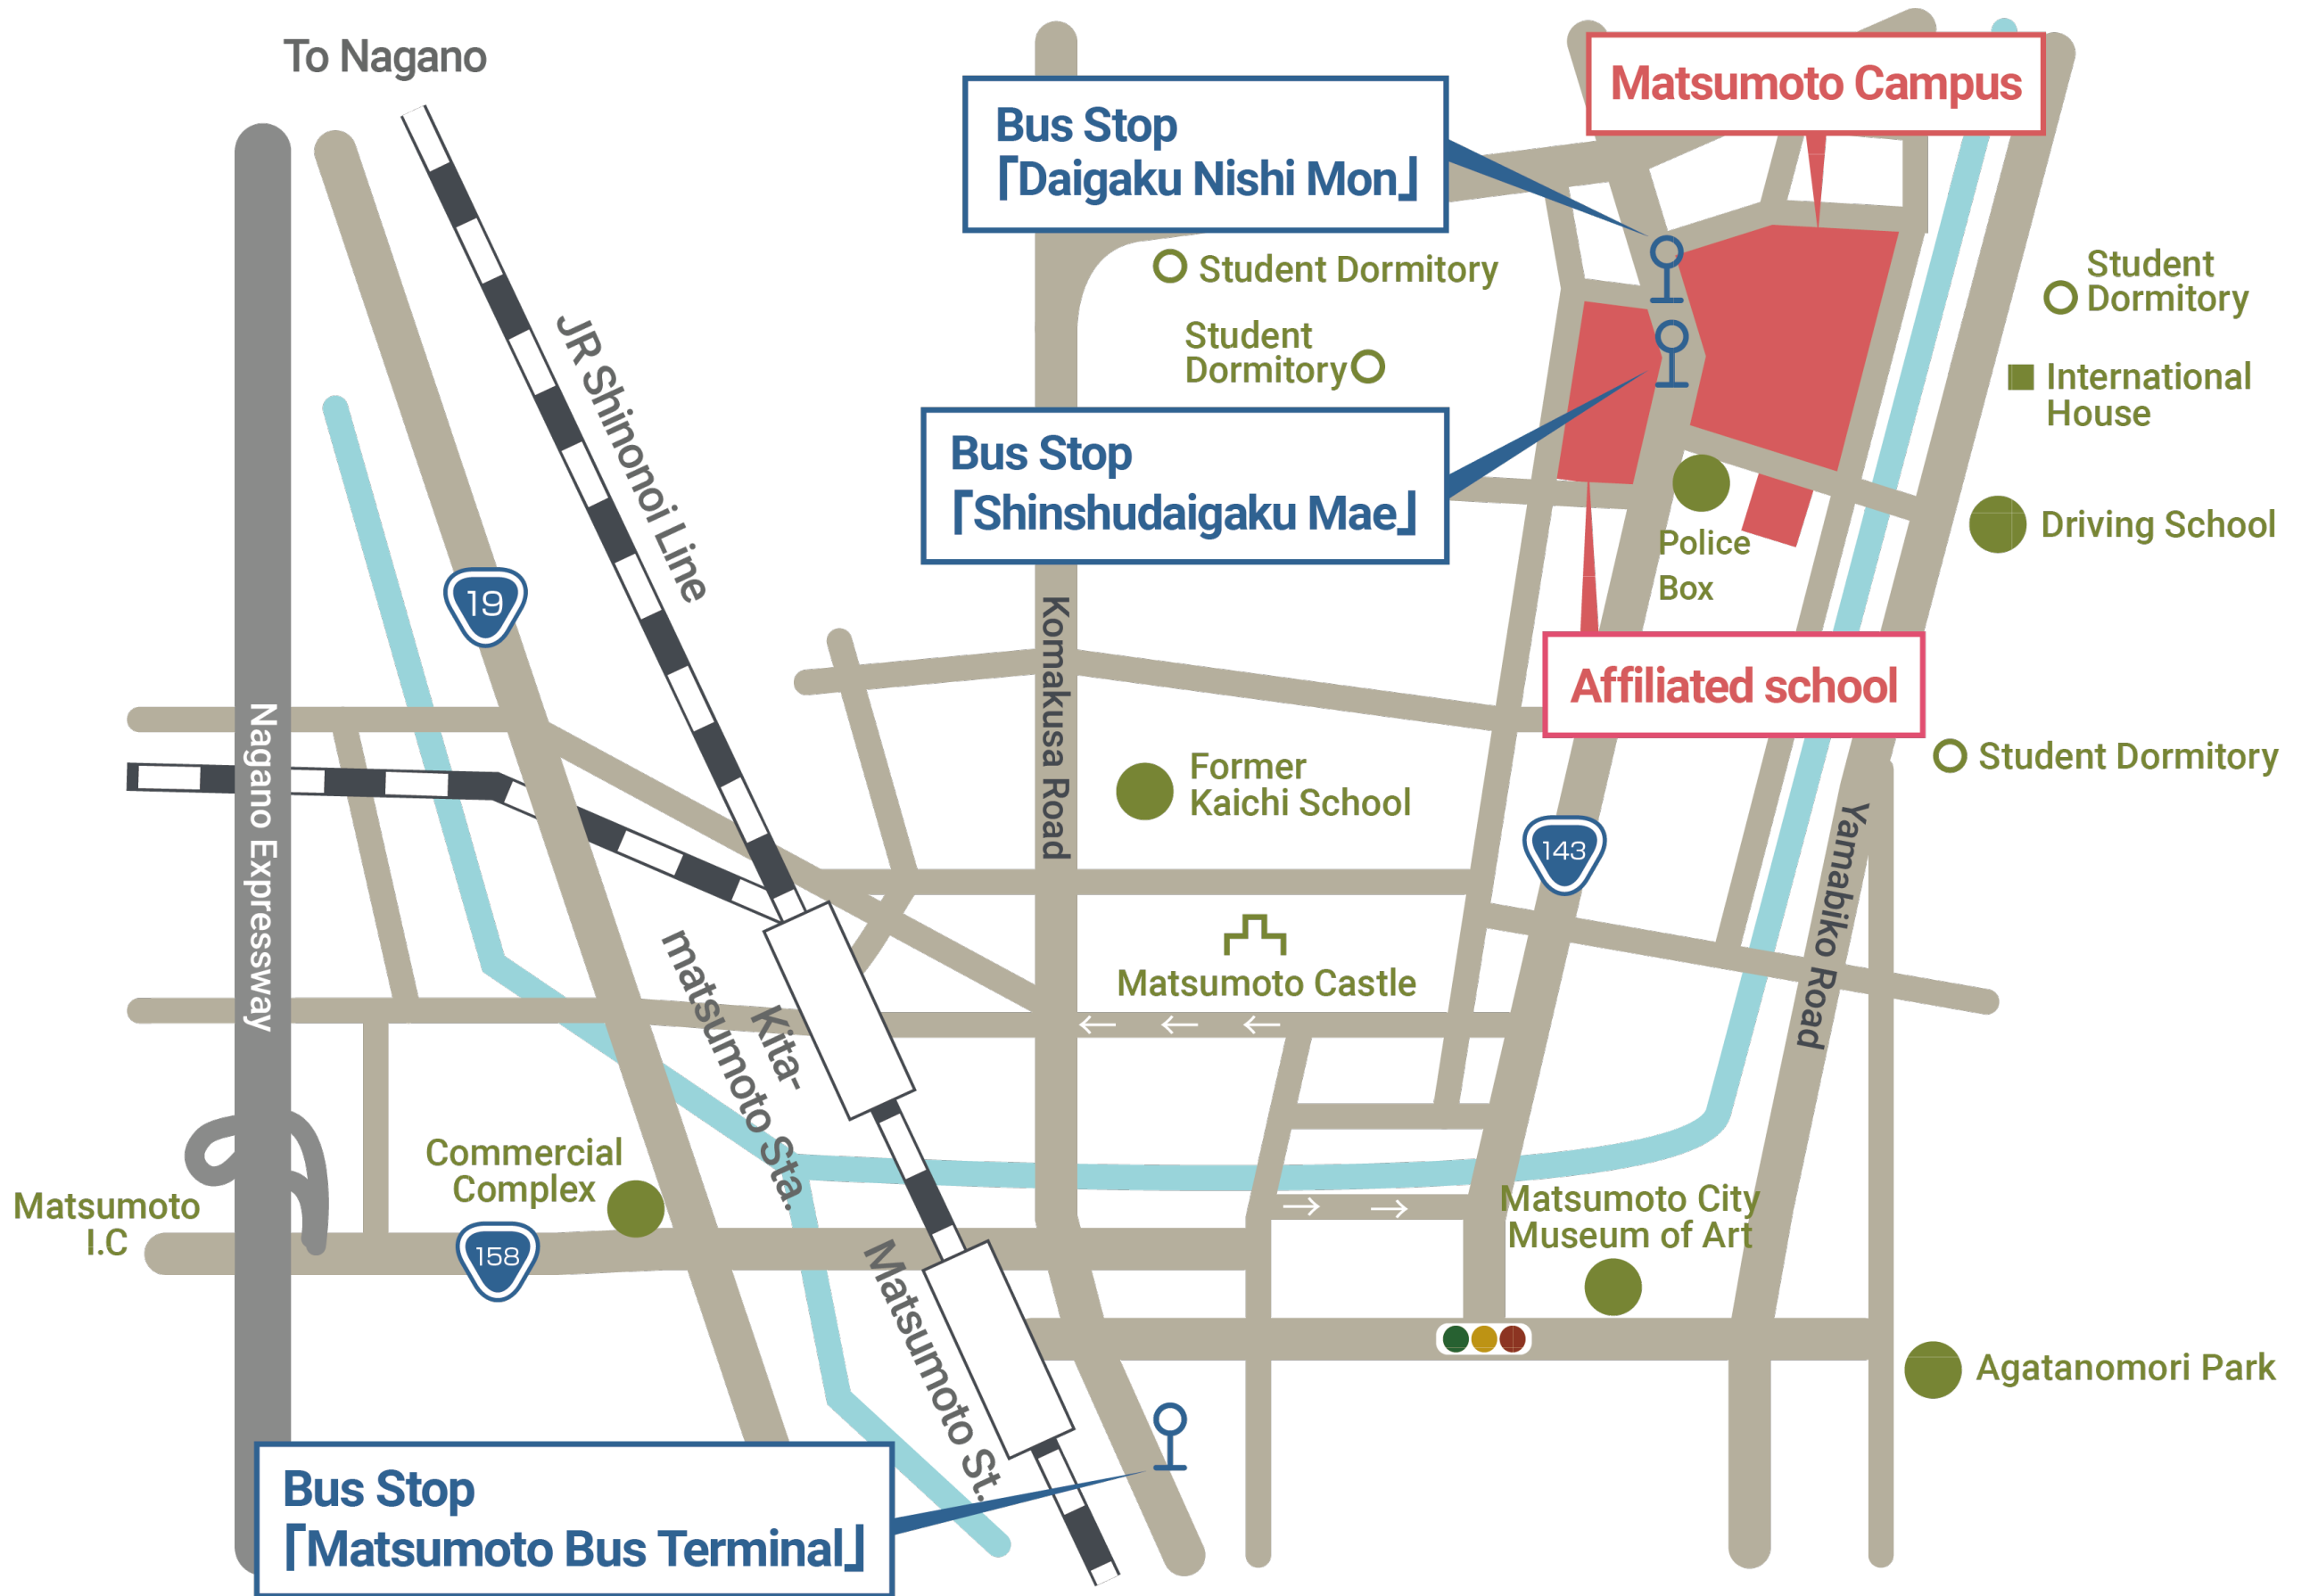 To Nagano
Matsumoto Campus
Bus Stop
「Daigaku Nishi Mon」
Student Dormitory
Student
Dormitory
Student
Dormitory
International
House
JR Shinonoi Line
Bus Stop
「Shinshudaigaku Mae」
Police
Box
Driving School
19
Komakusa Road
Affiliated school
Nagano Expressway
Former
Kaichi School
Student Dormitory
143
Yamabiko Road
Matsumoto Castle
← ← ←
Kita-
matsumoto Sta.
Commercial
Complex
Matsumoto
I.C
158
→ →
Matsumoto City
Museum of Art
Matsumoto St.
Agatanomori Park
Bus Stop
「Matsumoto Bus Terminal」